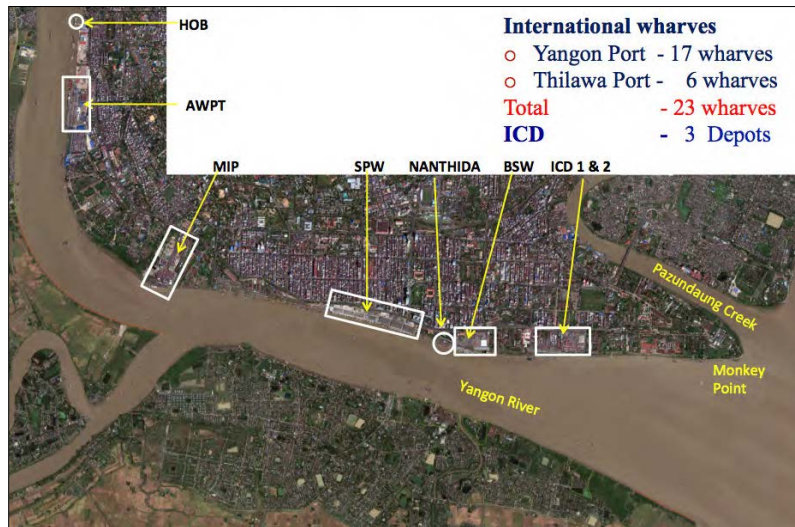 HOB
AWPT
International wharves
○ Yangon Port - 17 wharves
○ Thilawa Port - 6 wharves
Total - 23 wharves
ICD - 3 Depots
MIP
SPW
NANTHIDA
BSW
ICD 1 & 2
Pazundaung Creek
Monkey
Point
Yangon River